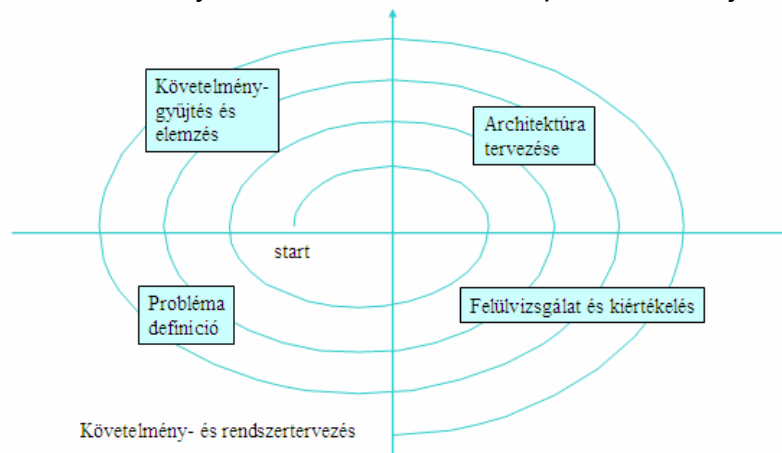 Követelmény-
gyűjtés és
elemzés
Architektúra
tervezése
start
Probléma
definíció
Felülvizsgálat és kiértékelés
Követelmény- és rendszertervezés